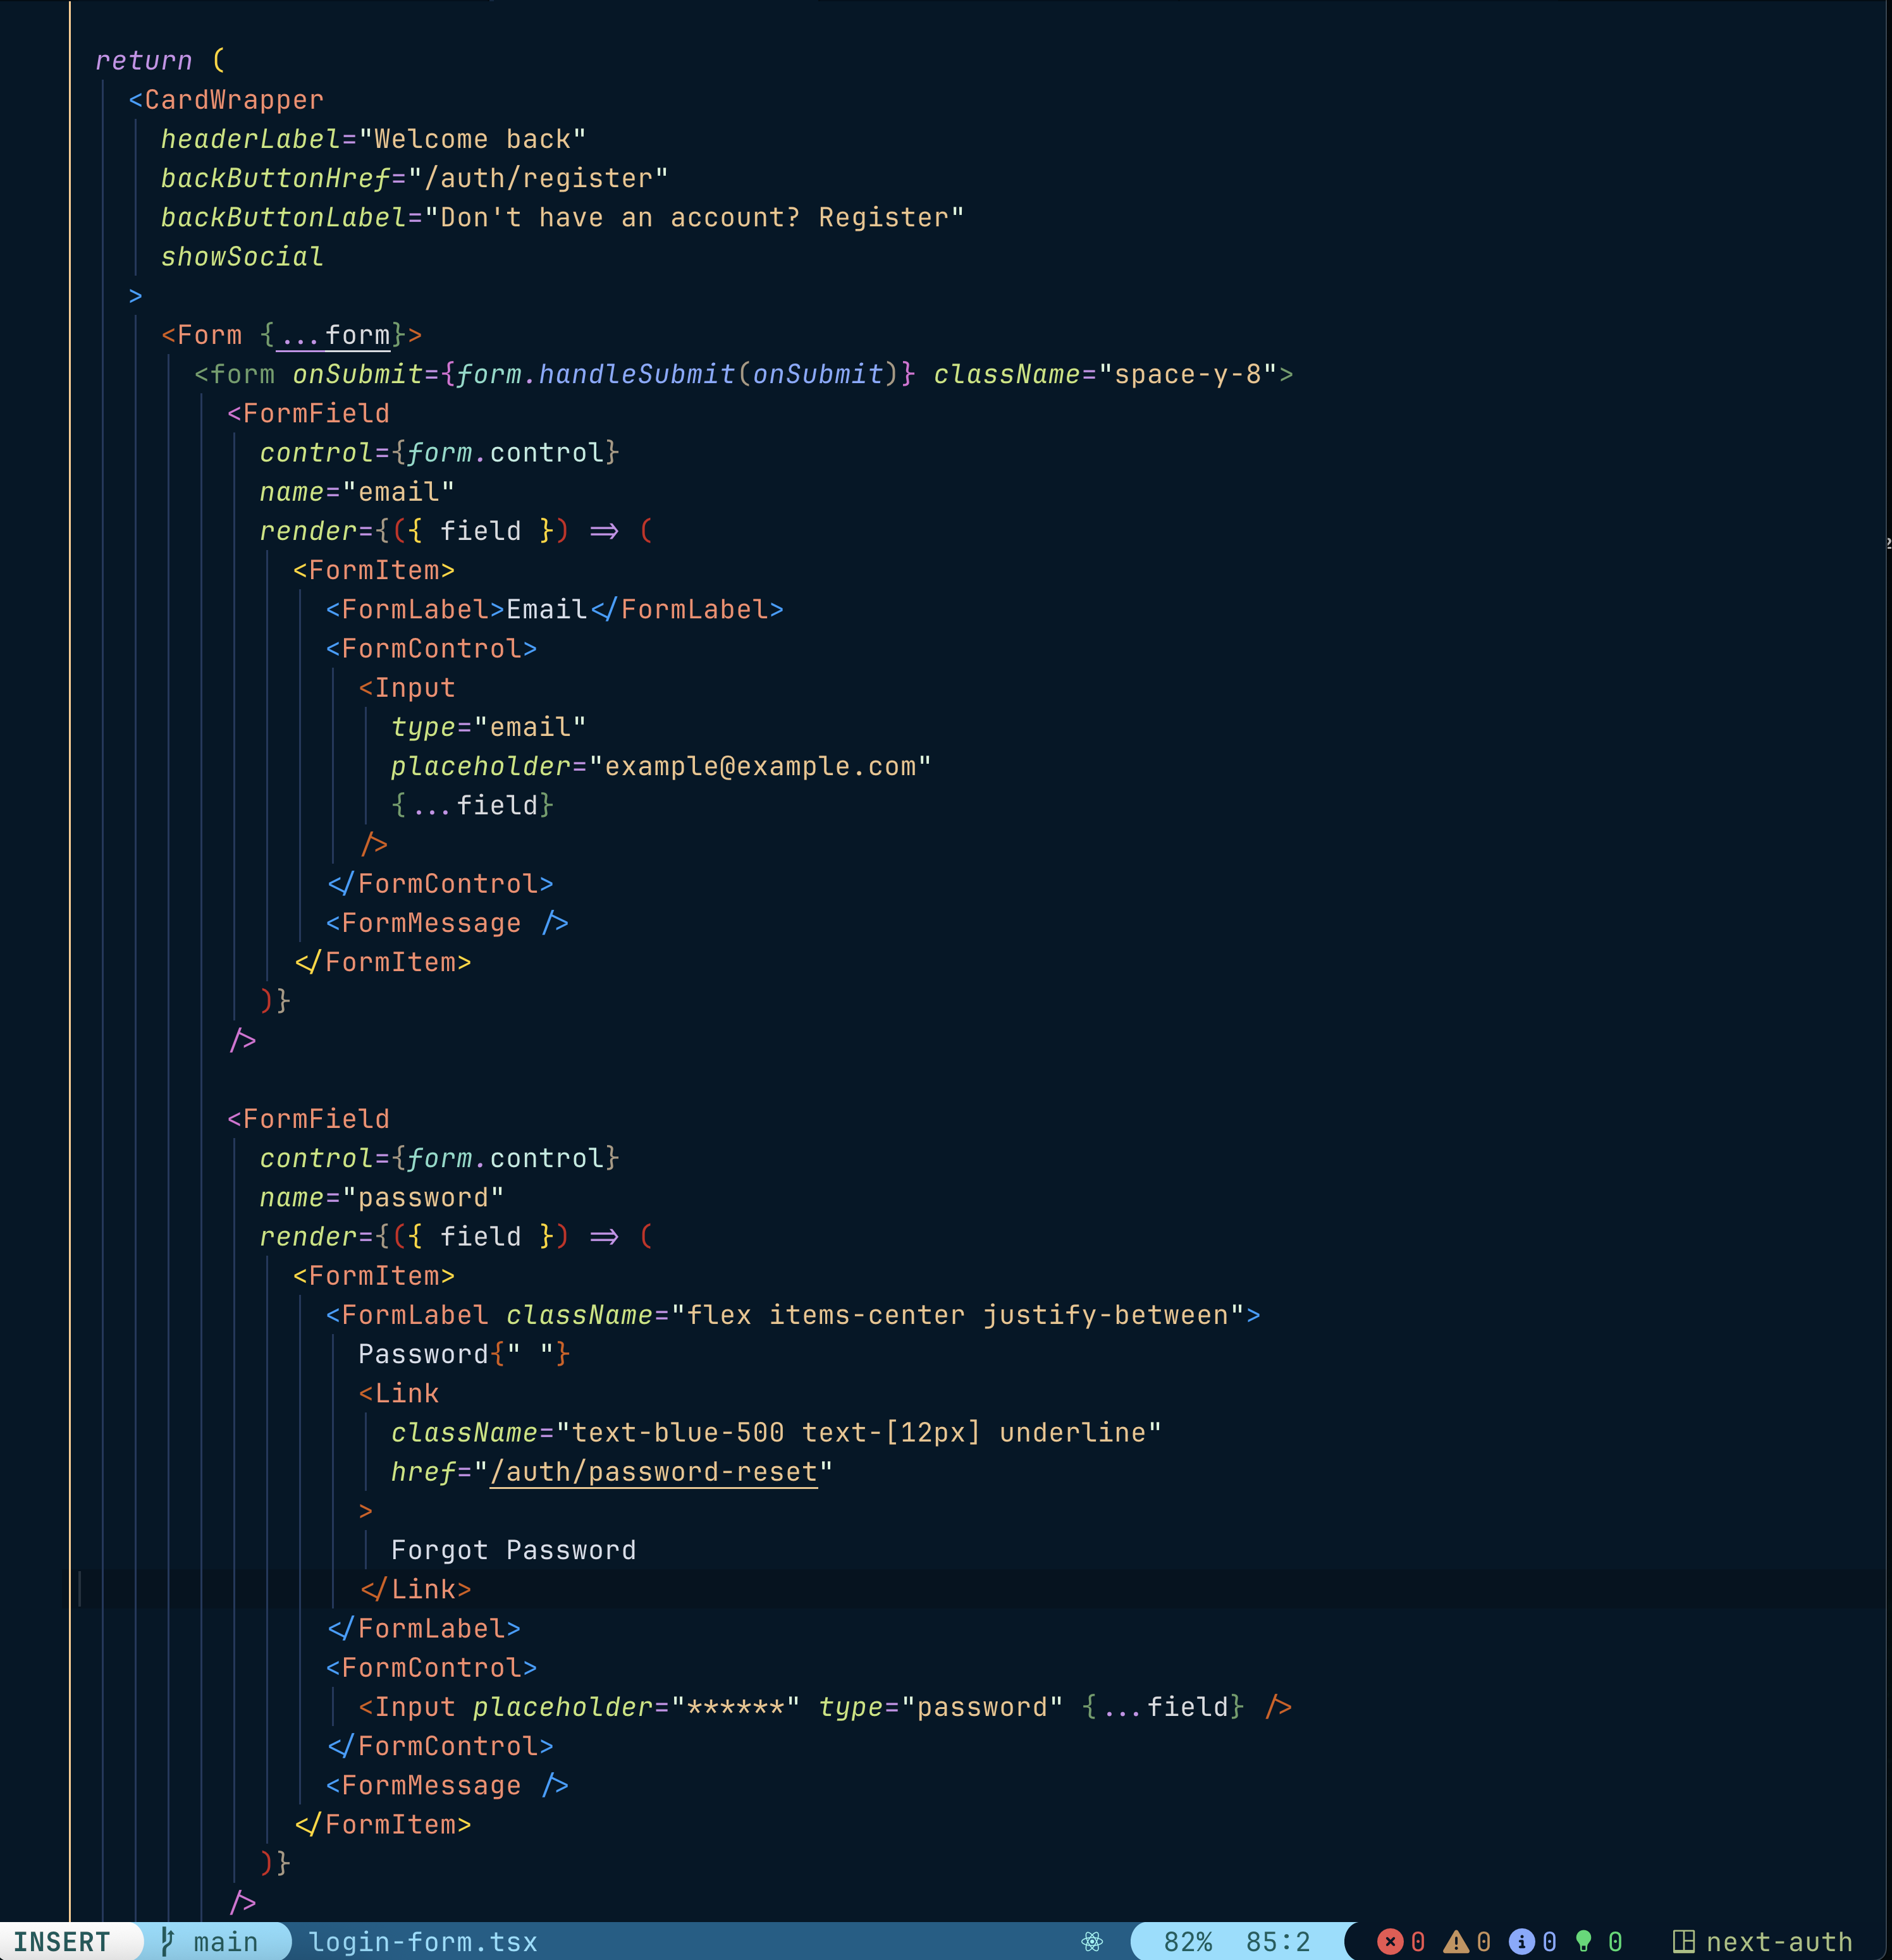 return (
  <CardWrapper
    headerLabel="Welcome back"
    backButtonHref="/auth/register"
    backButtonLabel="Don't have an account? Register"
    showSocial
  >
    <Form {...form}>
      <form onSubmit={form.handleSubmit(onSubmit)} className="space-y-8">
        <FormField
          control={form.control}
          name="email"
          render={({ field }) => (
            <FormItem>
              <FormLabel>Email</FormLabel>
              <FormControl>
                <Input
                  type="email"
                  placeholder="example@example.com"
                  {...field}
                />
              </FormControl>
              <FormMessage />
            </FormItem>
          )}
        />

        <FormField
          control={form.control}
          name="password"
          render={({ field }) => (
            <FormItem>
              <FormLabel className="flex items-center justify-between">
                Password{" "}
                <Link
                  className="text-blue-500 text-[12px] underline"
                  href="/auth/password-reset"
                >
                  Forgot Password
                </Link>
              </FormLabel>
              <FormControl>
                <Input placeholder="******" type="password" {...field} />
              </FormControl>
              <FormMessage />
            </FormItem>
          )}
        />
INSERT main login-form.tsx 82% 85:2 0 0 0 0 next-auth